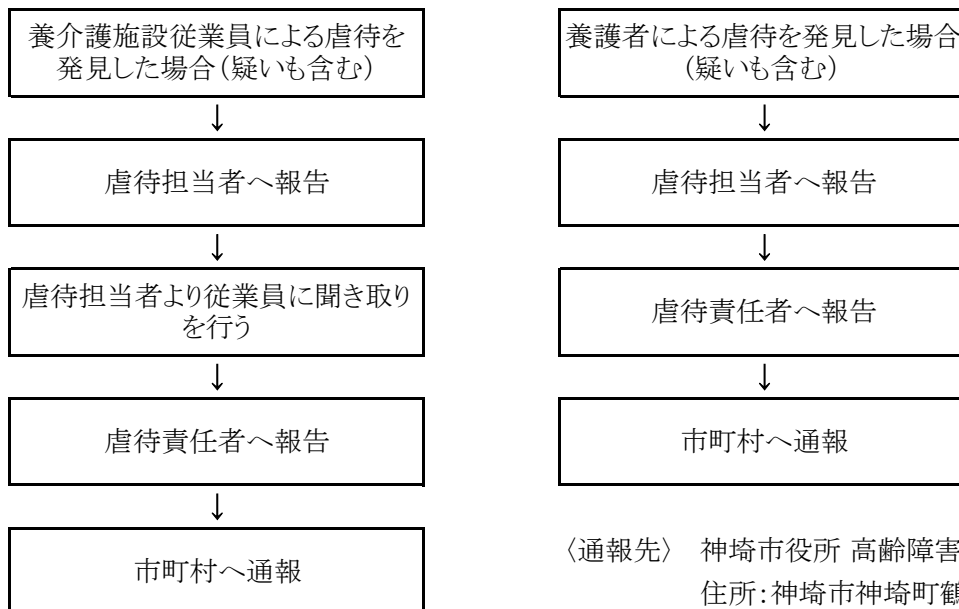 養介護施設従業員による虐待を
発見した場合（疑いも含む）
↓
虐待担当者へ報告
↓
虐待担当者より従業員に聞き取り
を行う
↓
虐待責任者へ報告
↓
市町村へ通報
養護者による虐待を発見した場合
（疑いも含む）
↓
虐待担当者へ報告
↓
虐待責任者へ報告
↓
市町村へ通報
〈通報先〉 神埼市役所 高齢障害
住所：神埼市神埼町鶴